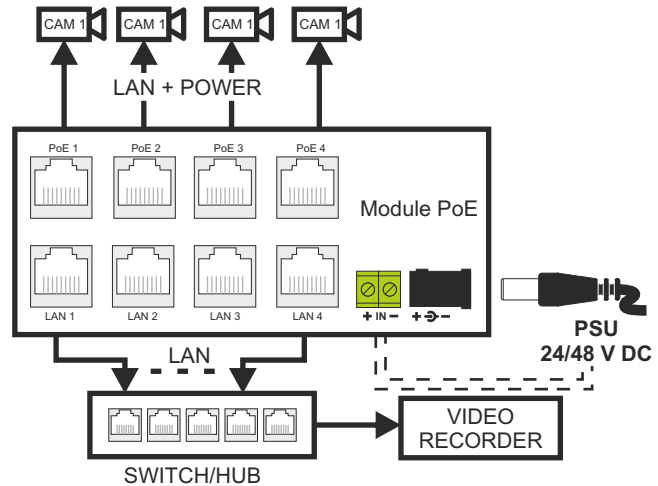 CAM 1 CAM 1 CAM 1 CAM 1
LAN + POWER
PoE 1 PoE 2 PoE 3 PoE 4
Module PoE
LAN 1 LAN 2 LAN 3 LAN 4
+ IN − + −
PSU
24/48 V DC
LAN
VIDEO
RECORDER
SWITCH/HUB